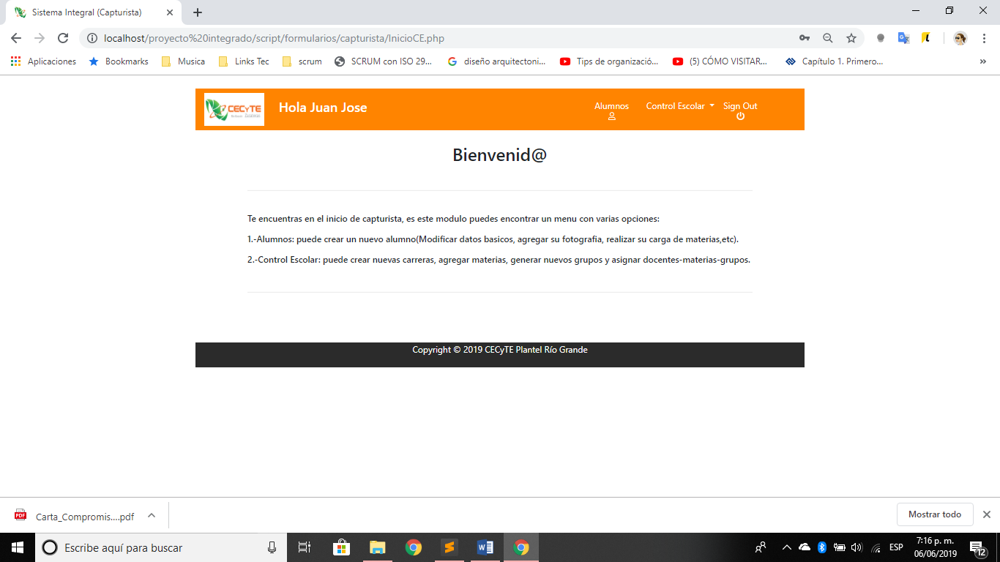 Sistema Integral (Capturista)
localhost/proyecto%20integrado/script/formularios/capturista/InicioCE.php
Aplicaciones
Bookmarks
Musica
Links Tec
scrum
SCRUM con ISO 29...
diseño arquitectoni...
Tips de organizació...
(5) CÓMO VISITAR...
Capítulo 1. Primero...
»
CECyTE
Hola Juan Jose
Alumnos
Control Escolar
Sign Out
Bienvenid@
Te encuentras en el inicio de capturista, es este modulo puedes encontrar un menu con varias opciones:
1.-Alumnos: puede crear un nuevo alumno(Modificar datos basicos, agregar su fotografia, realizar su carga de materias,etc).
2.-Control Escolar: puede crear nuevas carreras, agregar materias, generar nuevos grupos y asignar docentes-materias-grupos.
Copyright © 2019 CECyTE Plantel Río Grande
PDF
Carta_Compromis....pdf
Mostrar todo
Escribe aquí para buscar
ESP
7:16 p. m.
06/06/2019
12